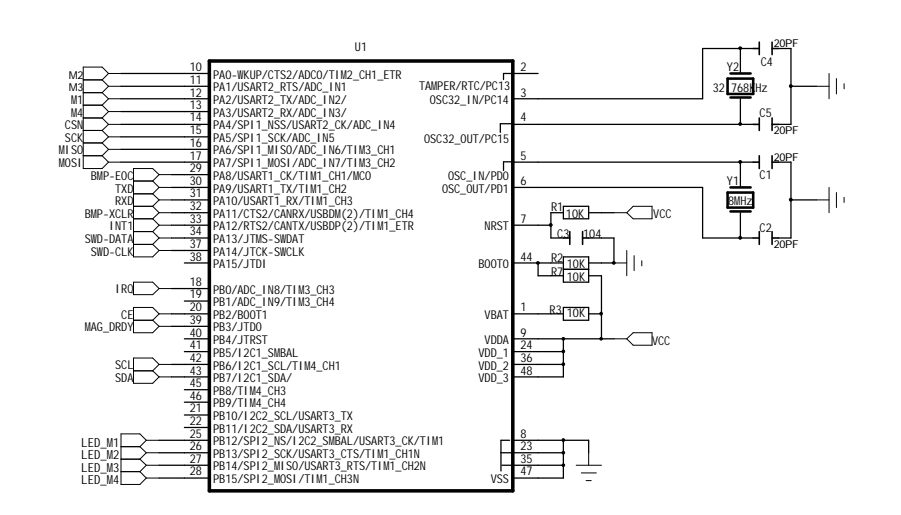 U1
M2 10 PA0-WKUP/CTS2/ADC0/TIM2_CH1_ETR
M3 11 PA1/USART2_RTS/ADC_IN1
M1 12 PA2/USART2_TX/ADC_IN2/
M4 13 PA3/USART2_RX/ADC_IN3/
CSN 14 PA4/SPI1_NSS/USART2_CK/ADC_IN4
SCK 15 PA5/SPI1_SCK/ADC_IN5
MISO 16 PA6/SPI1_MISO/ADC_IN6/TIM3_CH1
MOSI 17 PA7/SPI1_MOSI/ADC_IN7/TIM3_CH2
BMP-EOC 29 PA8/USART1_CK/TIM1_CH1/MCO
TXD 30 PA9/USART1_TX/TIM1_CH2
RXD 31 PA10/USART1_RX/TIM1_CH3
BMP-XCLR 32 PA11/CTS2/CANRX/USBDM(2)/TIM1_CH4
INT1 33 PA12/RTS2/CANTX/USBDP(2)/TIM1_ETR
SWD-DATA 34 PA13/JTMS-SWDAT
SWD-CLK 37 PA14/JTCK-SWCLK
38 PA15/JTDI
IRQ 18 PB0/ADC_IN8/TIM3_CH3
19 PB1/ADC_IN9/TIM3_CH4
CE 20 PB2/BOOT1
MAG_DRDY 39 PB3/JTDO
40 PB4/JTRST
41 PB5/I2C1_SMBAL
SCL 42 PB6/I2C1_SCL/TIM4_CH1
SDA 43 PB7/I2C1_SDA/
45 PB8/TIM4_CH3
46 PB9/TIM4_CH4
21 PB10/I2C2_SCL/USART3_TX
22 PB11/I2C2_SDA/USART3_RX
LED_M1 25 PB12/SPI2_NS/I2C2_SMBAL/USART3_CK/TIM1
LED_M2 26 PB13/SPI2_SCK/USART3_CTS/TIM1_CH1N
LED_M3 27 PB14/SPI2_MISO/USART3_RTS/TIM1_CH2N
LED_M4 28 PB15/SPI2_MOSI/TIM1_CH3N
TAMPER/RTC/PC13 2
OSC32_IN/PC14 3
OSC32_OUT/PC15 4
OSC_IN/PD0 5
OSC_OUT/PD1 6
NRST 7
BOOT0 44
VBAT 1
VDDA 9
VDD_1 24
VDD_2 36
VDD_3 48
8
23
35
VSS 47
20PF
C4
Y2
32.768KHz
C5
20PF
20PF
C1
Y1
8MHz
C2
20PF
R1 10K VCC
C3 104
R2 10K
R7 10K
R3 10K
VCC